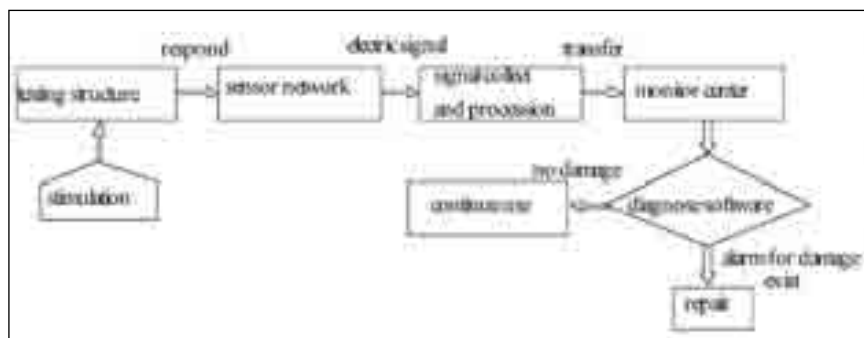 respond
electric signal
transfer
testing structure
sensor network
signal collect
and procession
monitor center
stimulation
no damage
continue use
diagnose software
alarm for damage
exist
repair